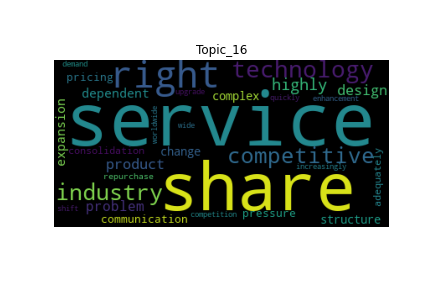 Topic_16
demand
right
technology
pricing
highly
design
dependent
upgrade
complex
quickly
enhancement
service
expansion
worldwide
wide
consolidation
change
competitive
adequately
product
increasingly
repurchase
industry
share
shift
problem
communication
competition
pressure
structure